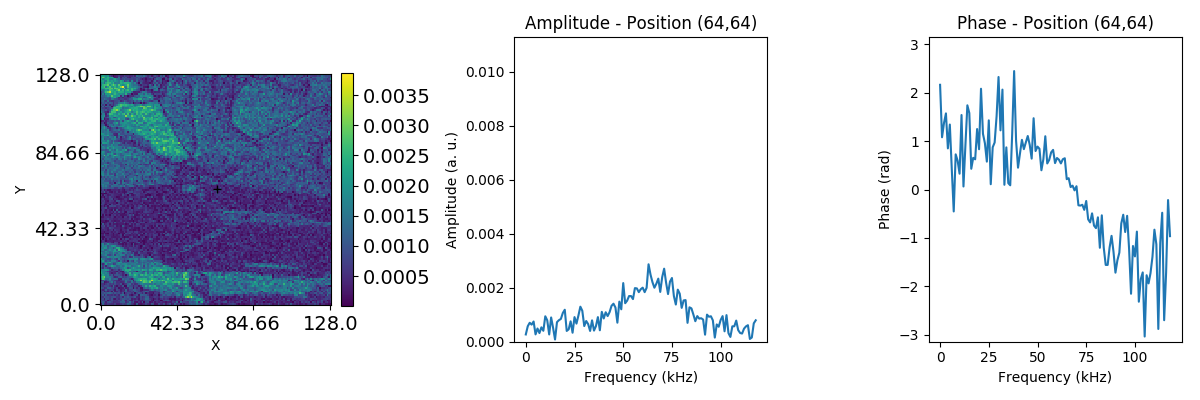 128.0
84.66
42.33
0.0
Y
0.0 42.33 84.66 128.0
X
0.0035
0.0030
0.0025
0.0020
0.0015
0.0010
0.0005
Amplitude - Position (64,64)
0.010
0.008
0.006
0.004
0.002
0.000
Amplitude (a. u.)
0 25 50 75 100
Frequency (kHz)
Phase - Position (64,64)
3
2
1
0
−1
−2
−3
Phase (rad)
0 25 50 75 100
Frequency (kHz)